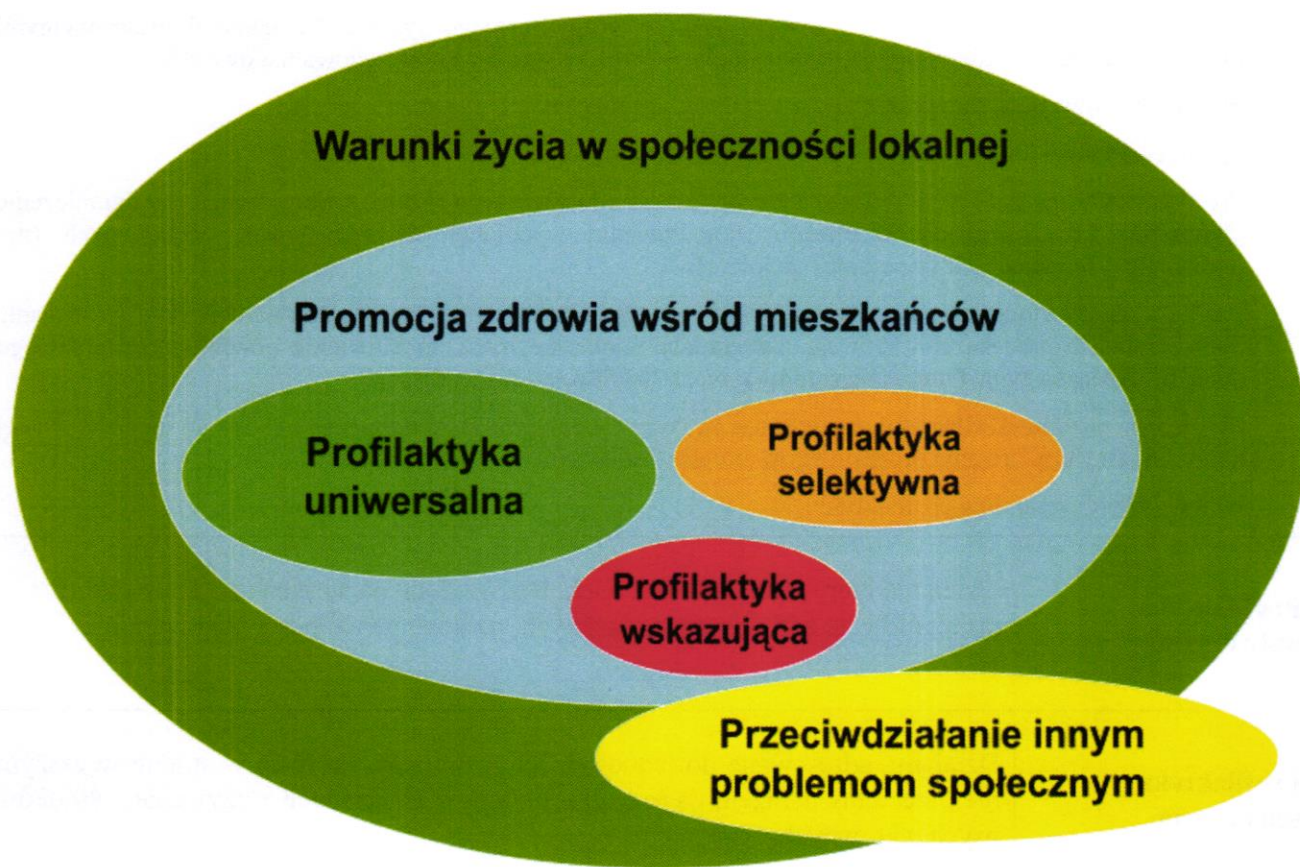 Warunki życia w społeczności lokalnej
Promocja zdrowia wśród mieszkańców
Profilaktyka
uniwersalna
Profilaktyka
selektywna
Profilaktyka
wskazująca
Przeciwdziałanie innym
problemom społecznym